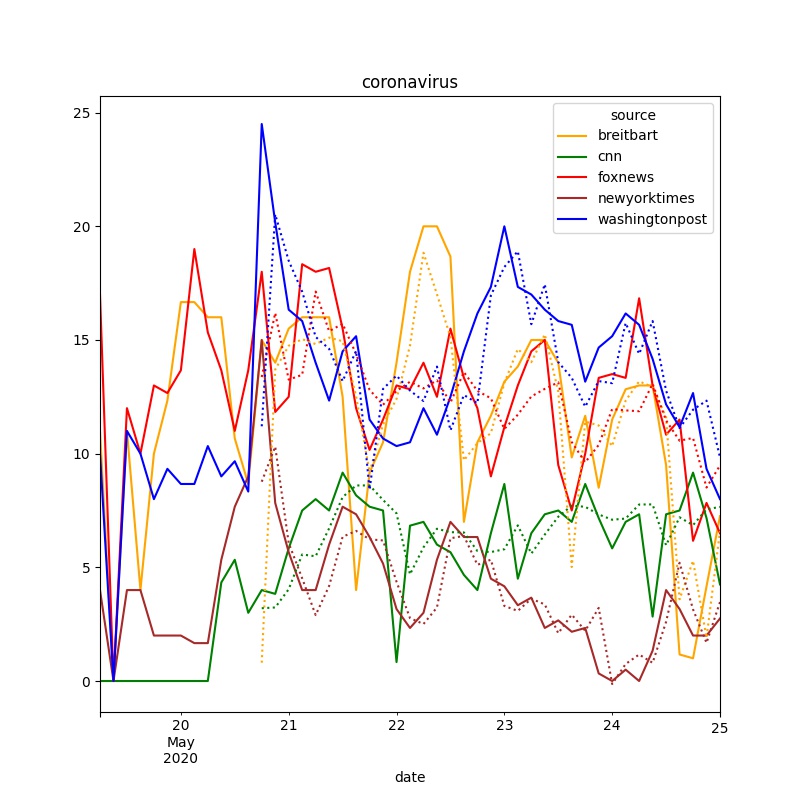 coronavirus
source
breitbart
cnn
foxnews
newyorktimes
washingtonpost
25
20
15
10
5
0
20 21 22 23 24 25
May
2020
date